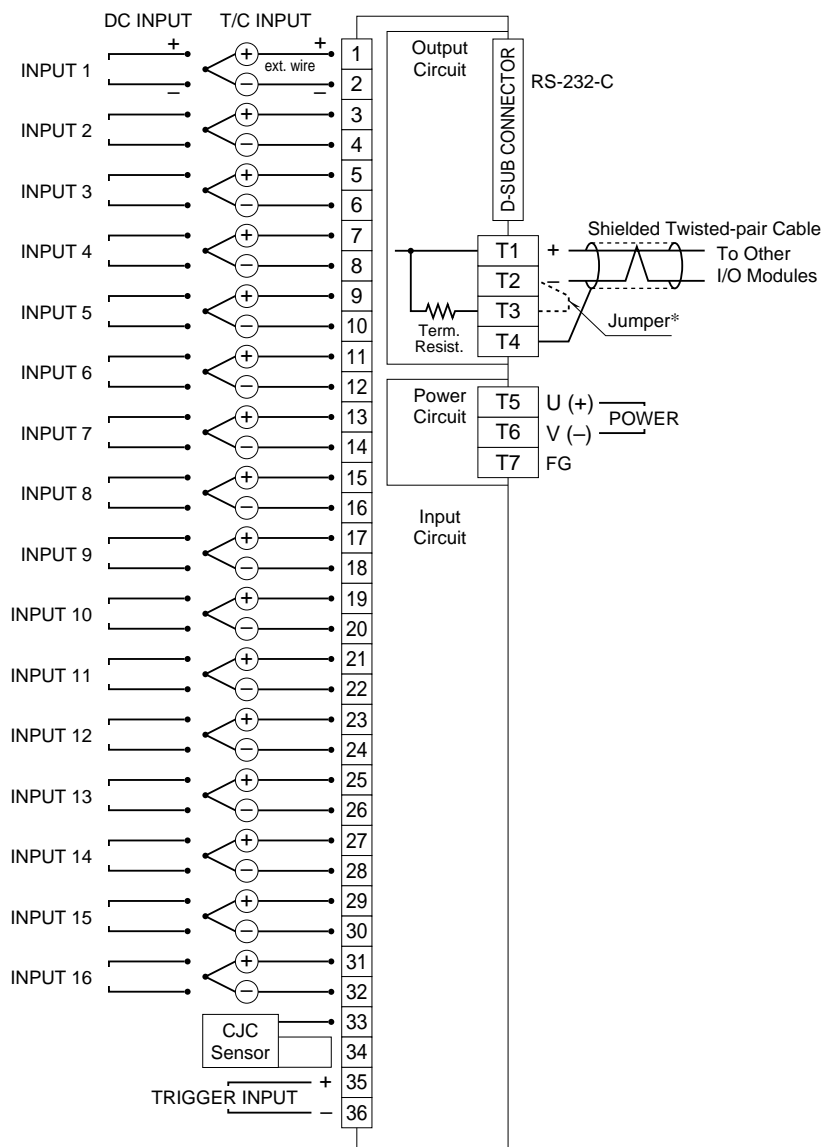 DC INPUT T/C INPUT
INPUT 1 + – + – ext. wire + – 1 2
INPUT 2 + – 3 4
INPUT 3 + – 5 6
INPUT 4 + – 7 8
INPUT 5 + – 9 10
INPUT 6 + – 11 12
INPUT 7 + – 13 14
INPUT 8 + – 15 16
INPUT 9 + – 17 18
INPUT 10 + – 19 20
INPUT 11 + – 21 22
INPUT 12 + – 23 24
INPUT 13 + – 25 26
INPUT 14 + – 27 28
INPUT 15 + – 29 30
INPUT 16 + – 31 32
CJC
Sensor
33
34
TRIGGER INPUT + 35
– 36
Output
Circuit
D-SUB CONNECTOR
RS-232-C
Shielded Twisted-pair Cable
T1 + To Other
T2 – I/O Modules
T3 Jumper*
T4
Term.
Resist.
Power
Circuit
T5 U (+)
T6 V (–)
POWER
T7 FG
Input
Circuit